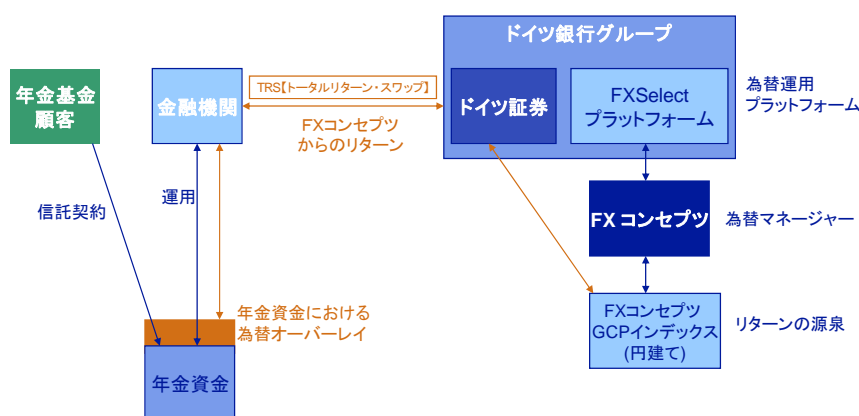 ドイツ銀行グループ
年金基金
顧客
金融機関
TRS【トータルリターン・スワップ】
FXコンセプツ
からのリターン
ドイツ証券
FXSelect
プラットフォーム
為替運用
プラットフォーム
信託契約
運用
FX コンセプツ
為替マネージャー
年金資金における
為替オーバーレイ
FXコンセプツ
GCPインデックス
(円建て)
リターンの源泉
年金資金